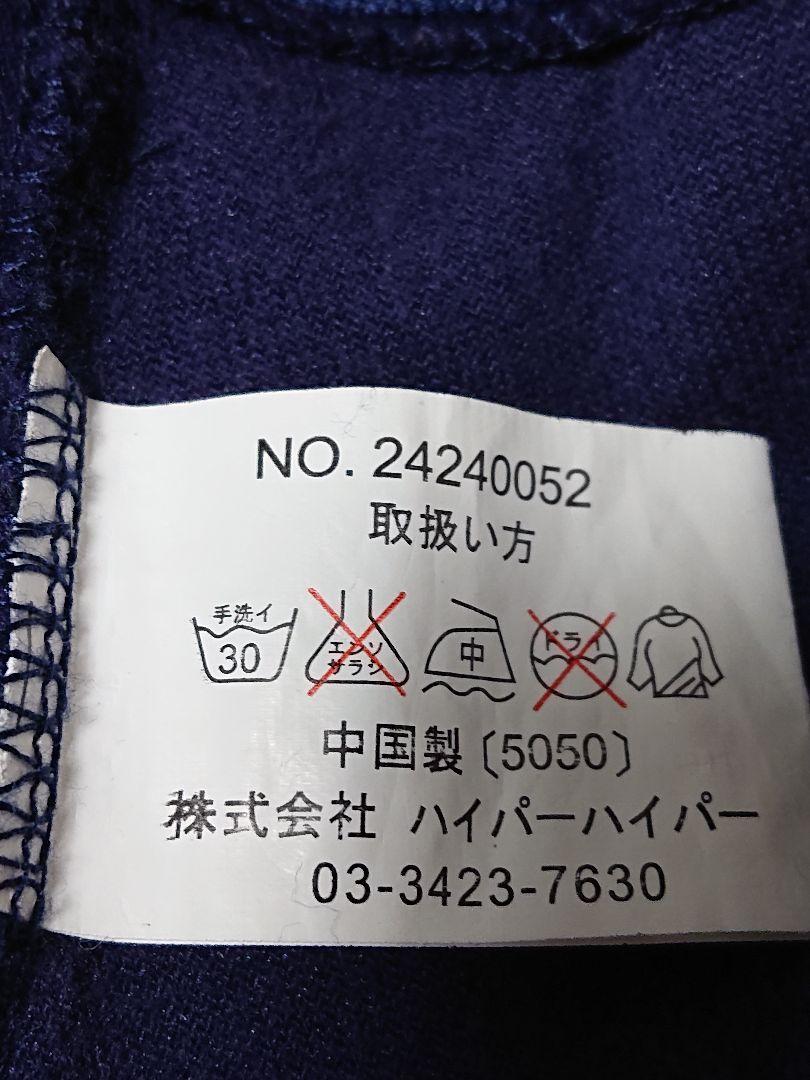 NO. 24240052
取扱い方
手洗イ 30 エンソ サラシ 中 ドライ
中国製〔5050〕
株式会社 ハイパーハイパー
03-3423-7630